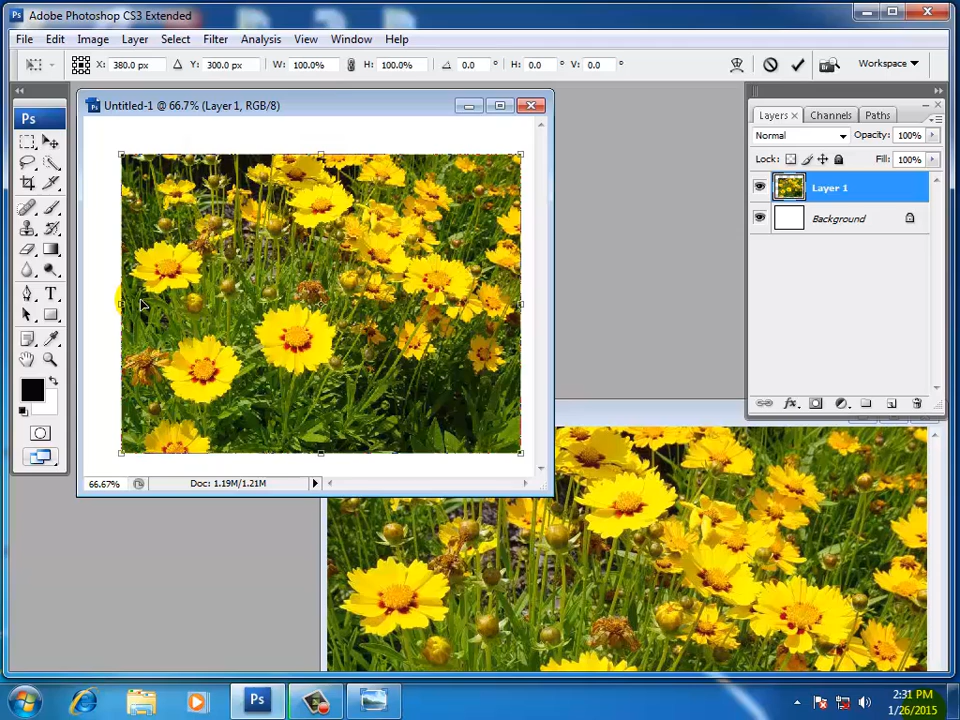 Ps Adobe Photoshop CS3 Extended
File Edit Image Layer Select Filter Analysis View Window Help
X: 380.0 px Y: 300.0 px W: 100.0% H: 100.0% 0.0 ° H: 0.0 ° V: 0.0 ° Workspace
Ps
Untitled-1 @ 66.7% (Layer 1, RGB/8)
Layers × Channels Paths
Normal Opacity: 100%
Lock: Fill: 100%
Layer 1
Background
T
66.67% Doc: 1.19M/1.21M
Ps
2:31 PM
1/26/2015